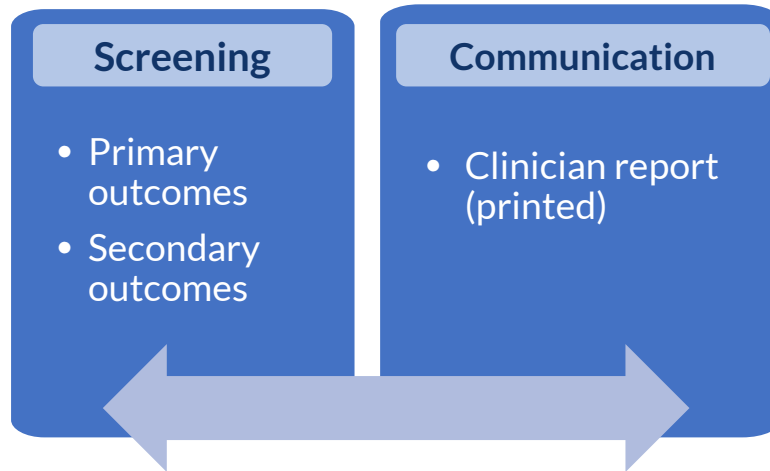 Screening
• Primary
outcomes
• Secondary
outcomes
Communication
• Clinician report
(printed)